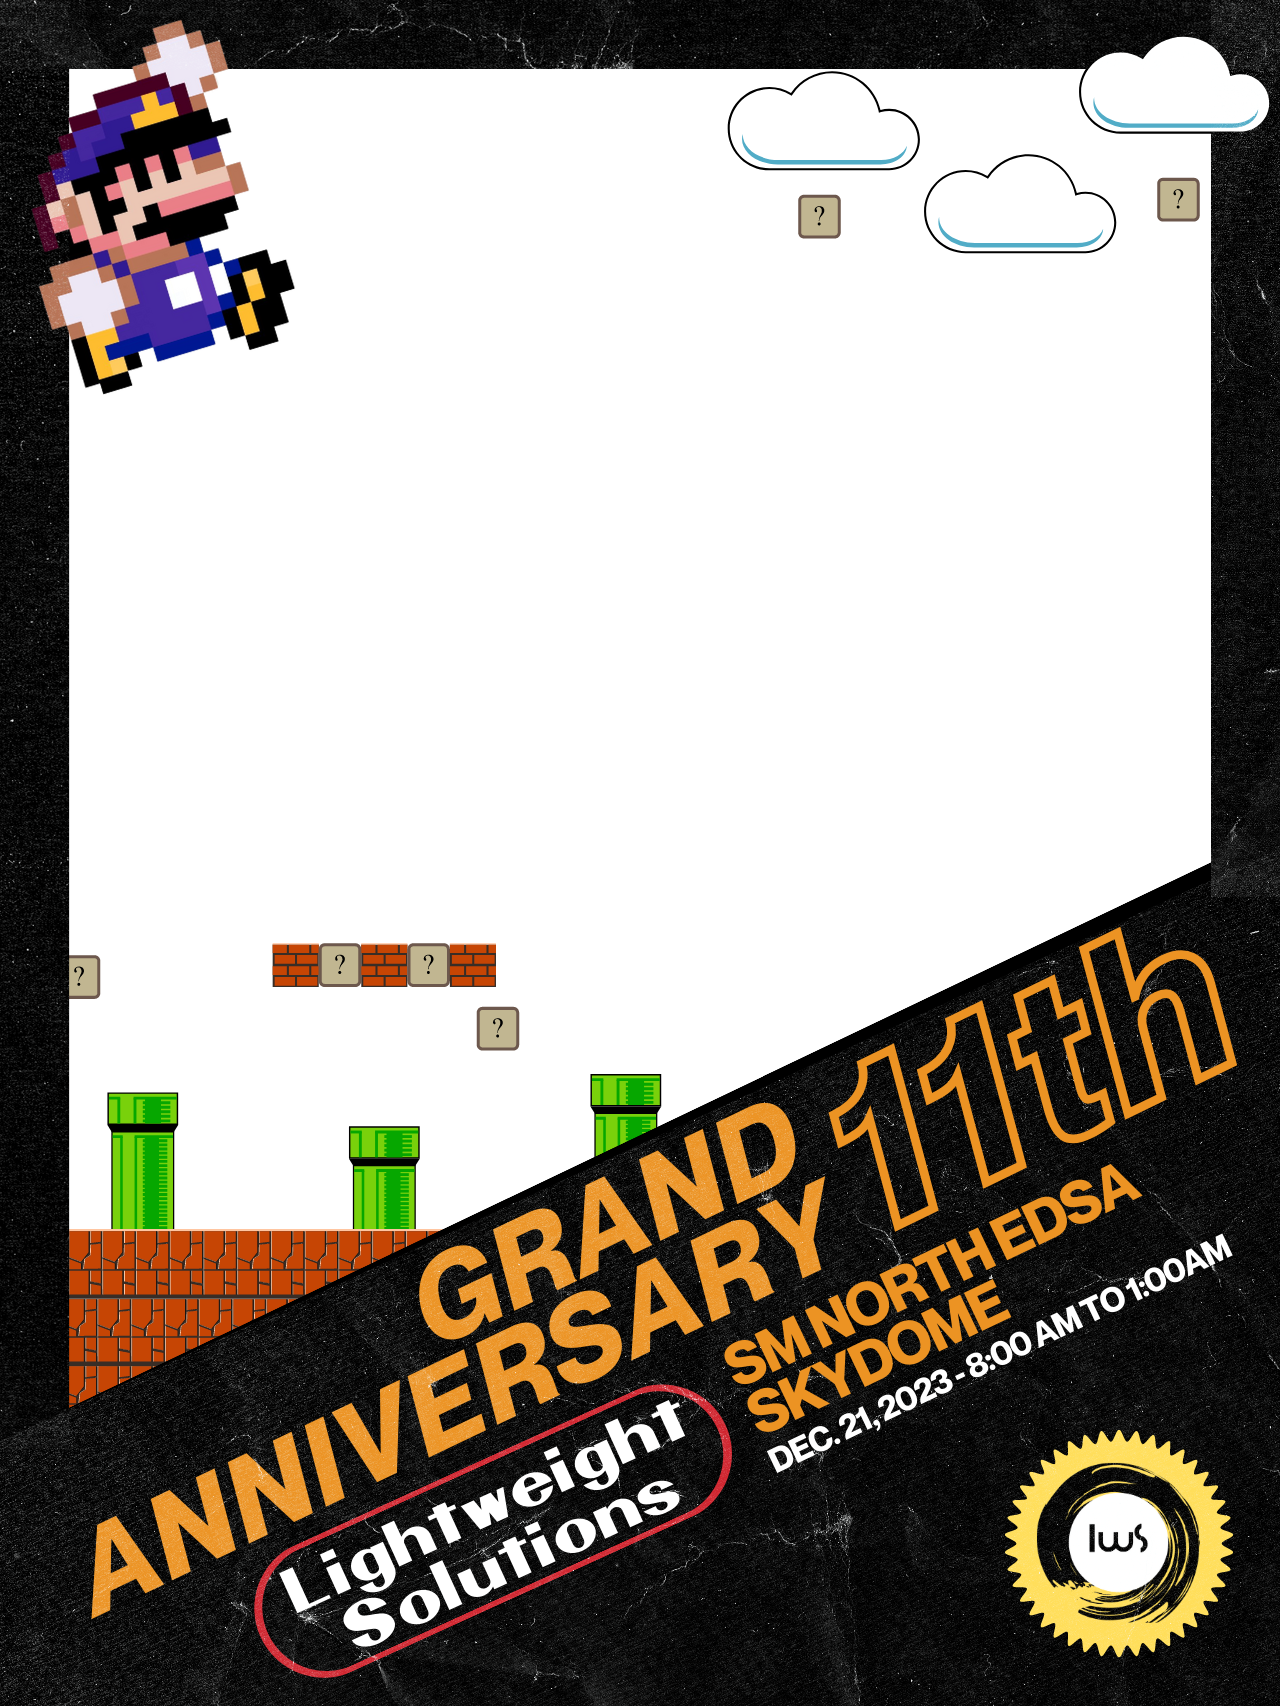 ?
?
?
? ?
?
11th
GRAND
ANNIVERSARY
SM NORTH EDSA
SKYDOME
DEC. 21, 2023 - 8:00 AM TO 1:00AM
Lightweight
Solutions
lws